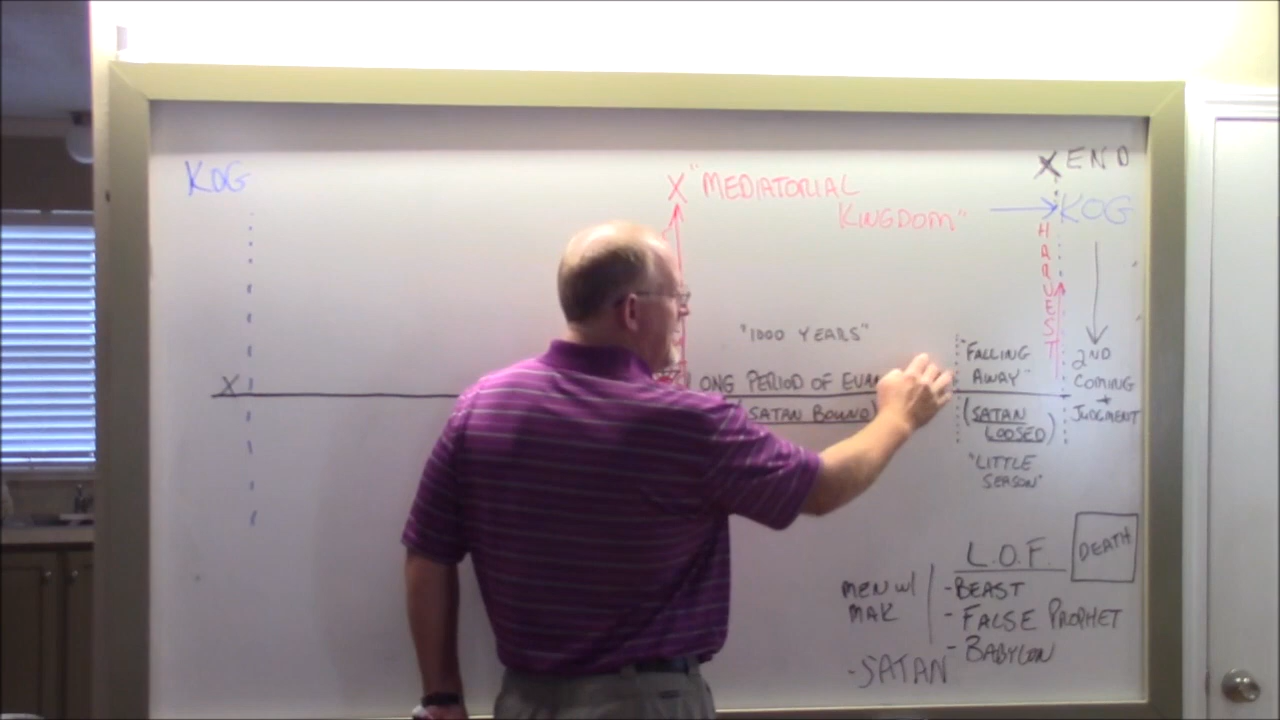 KOG
X "MEDIATORIAL
KINGDOM"
X END
KOG
HARVEST
"1000 YEARS"
ONG PERIOD OF EVAN
(SATAN BOUND)
"FALLING
AWAY"
(SATAN
LOOSED)
"LITTLE
SEASON"
2ND
COMING
+
JUDGMENT
X
L.O.F.
DEATH
MEN W/
MAK
- BEAST
- FALSE PROPHET
- BABYLON
- SATAN